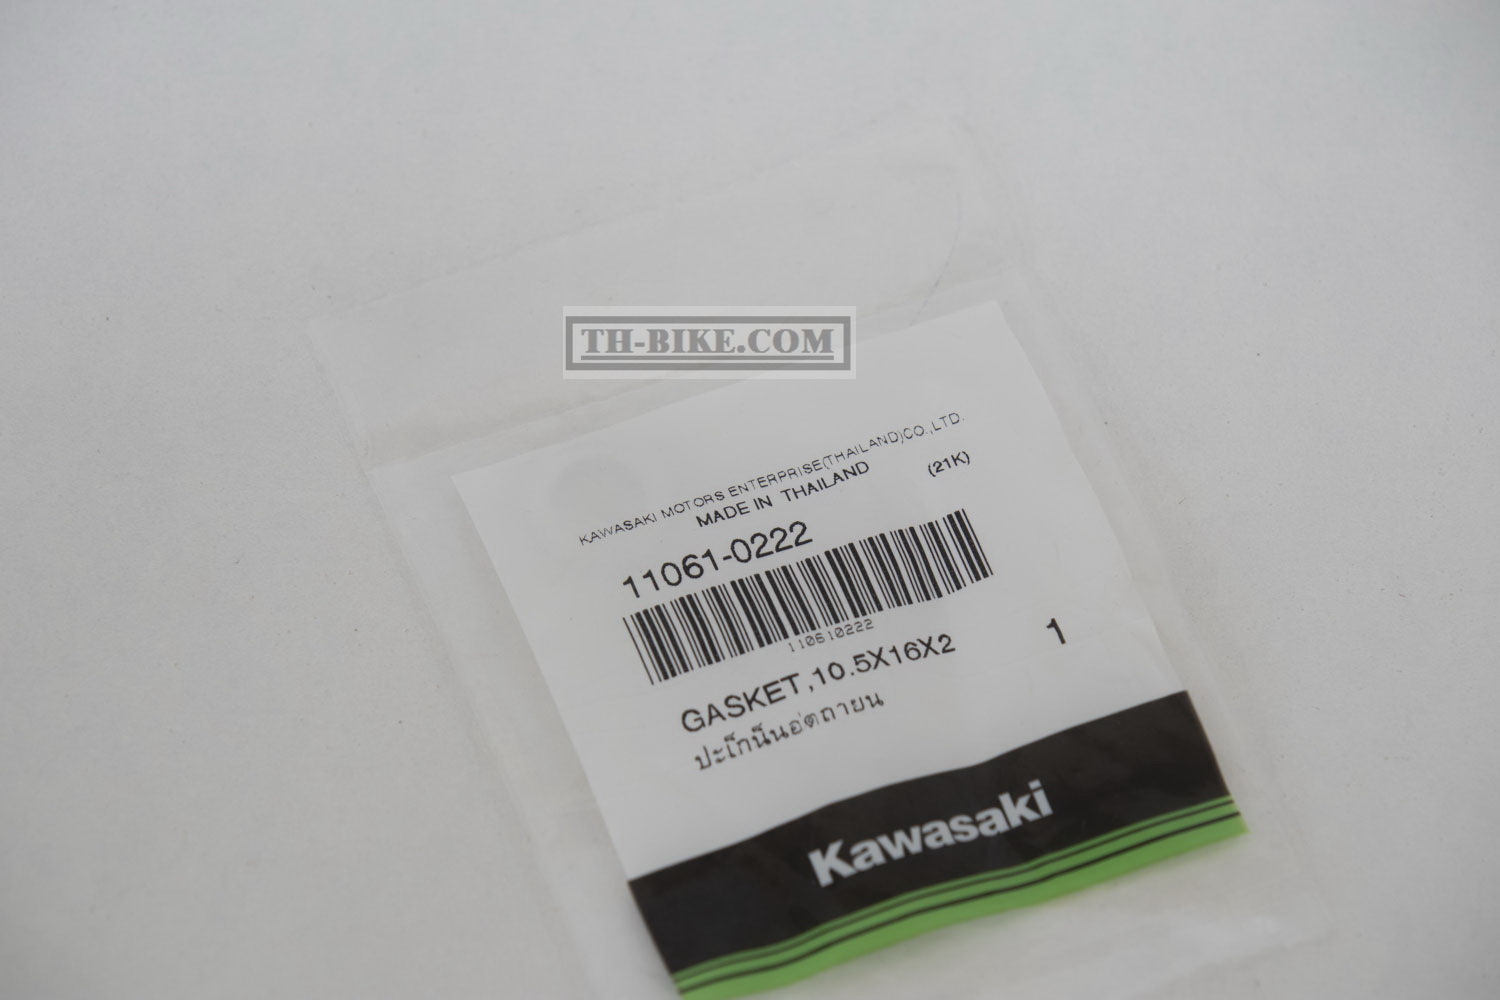 TH-BIKE.COM
KAWASAKI MOTORS ENTERPRISE(THAILAND)CO.,LTD.
MADE IN THAILAND (21K)
11061-0222
110610222
GASKET,10.5X16X2 1
ปะเก็นน็อตถายน
Kawasaki